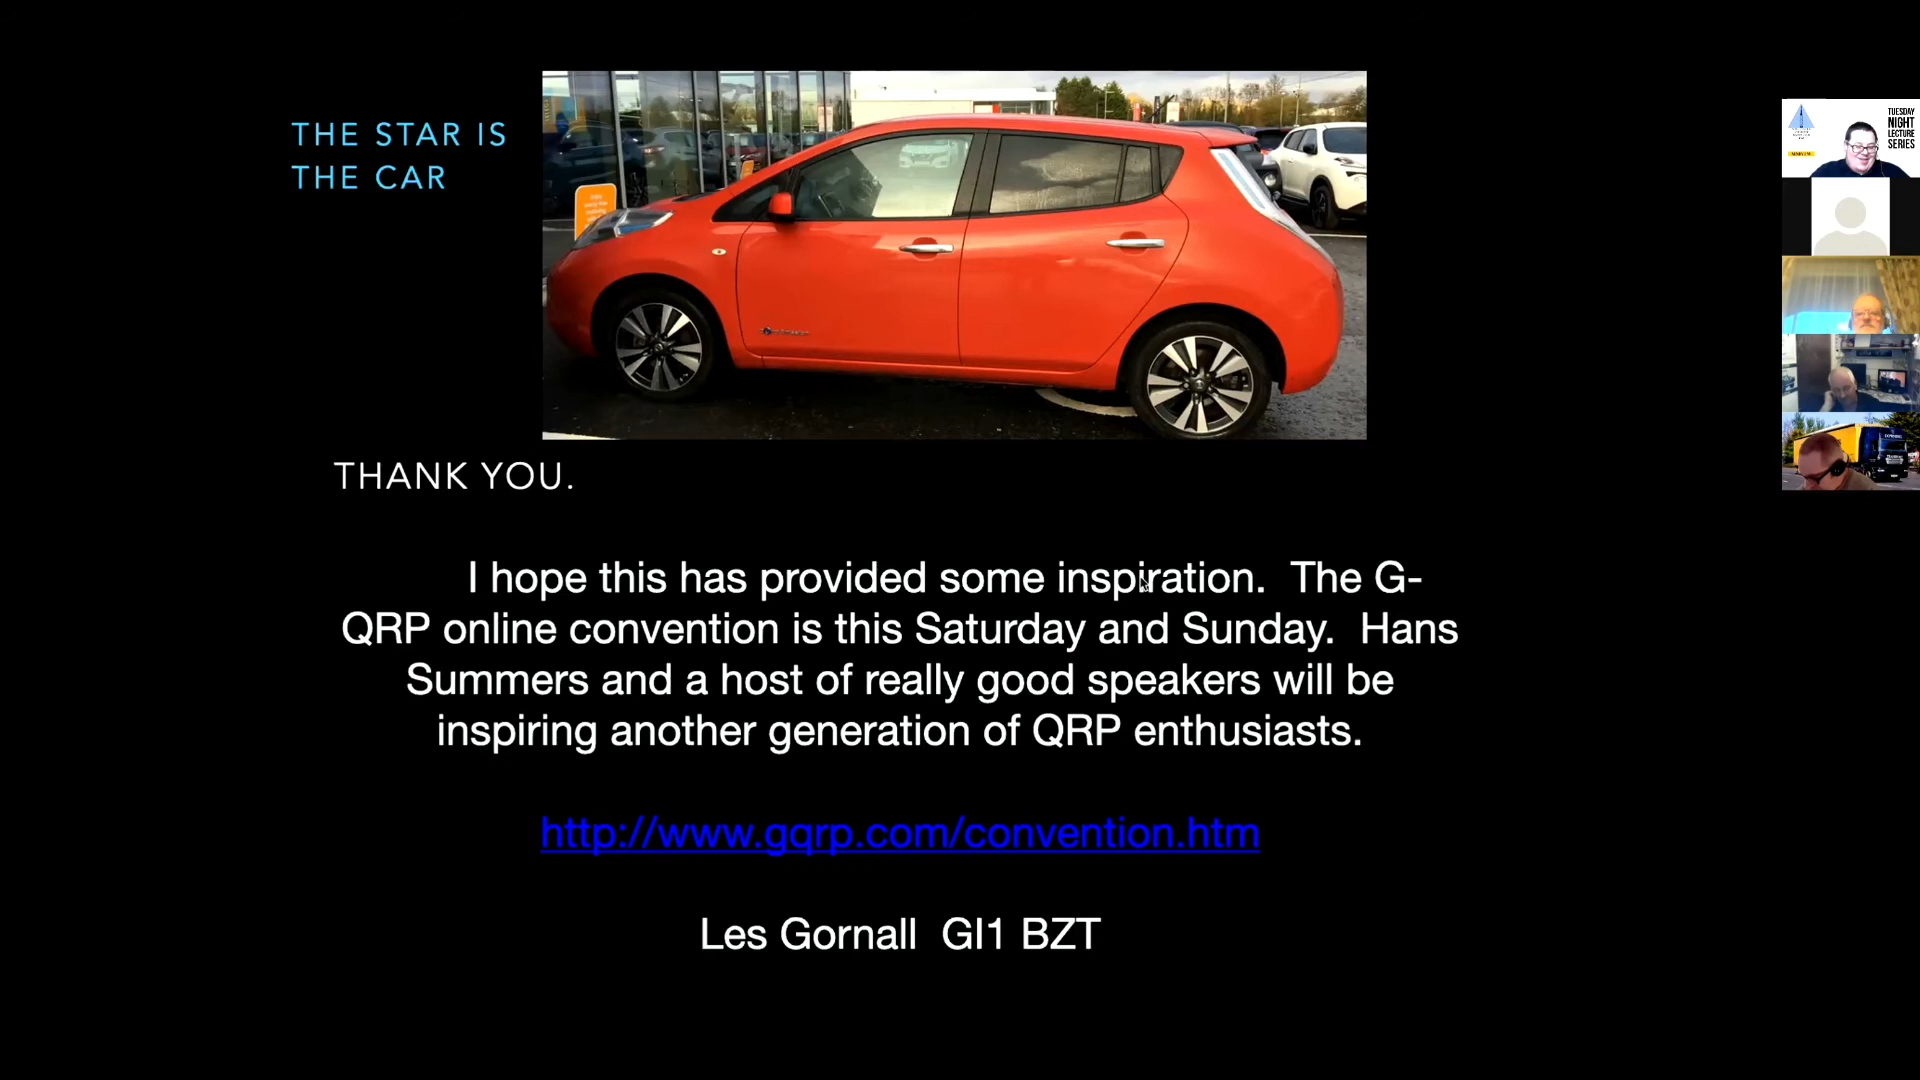 THE STAR IS
THE CAR
THANK YOU.
I hope this has provided some inspiration. The G-
QRP online convention is this Saturday and Sunday. Hans
Summers and a host of really good speakers will be
inspiring another generation of QRP enthusiasts.
http://www.gqrp.com/convention.htm
Les Gornall GI1 BZT
TUESDAY
NIGHT
LECTURE
SERIES